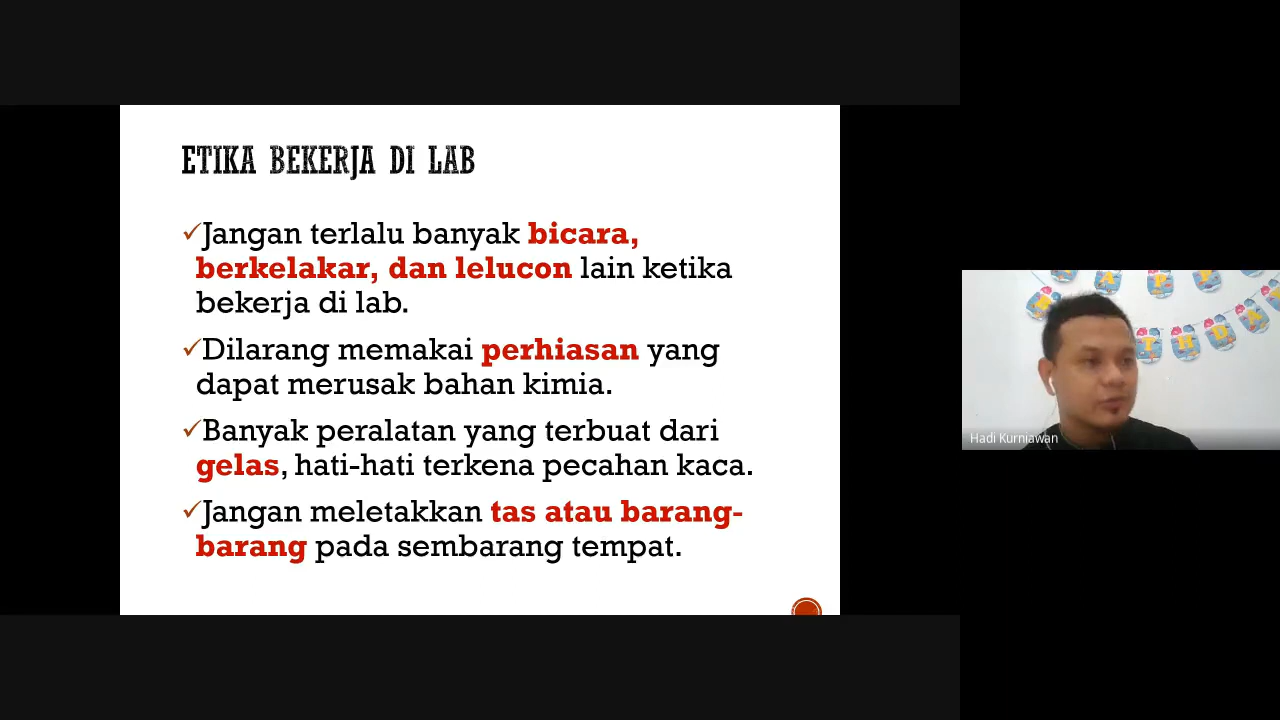 ETIKA BEKERJA DI LAB
✓Jangan terlalu banyak bicara,
berkelakar, dan lelucon lain ketika
bekerja di lab.
✓Dilarang memakai perhiasan yang
dapat merusak bahan kimia.
✓Banyak peralatan yang terbuat dari
gelas, hati-hati terkena pecahan kaca.
✓Jangan meletakkan tas atau barang-
barang pada sembarang tempat.
Hadi Kurniawan